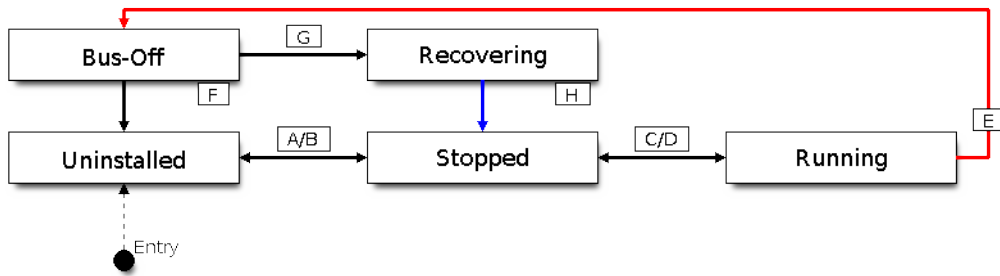 G
Bus-Off
Recovering
F
H
E
A/B
C/D
Uninstalled
Stopped
Running
Entry